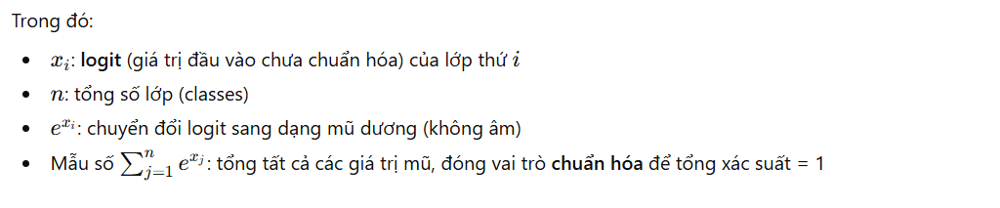 Trong đó:
• $x_i$: logit (giá trị đầu vào chưa chuẩn hóa) của lớp thứ $i$
• $n$: tổng số lớp (classes)
• $e^{x_i}$: chuyển đổi logit sang dạng mũ dương (không âm)
• Mẫu số $\sum_{j=1}^{n} e^{x_j}$: tổng tất cả các giá trị mũ, đóng vai trò chuẩn hóa để tổng xác suất = 1